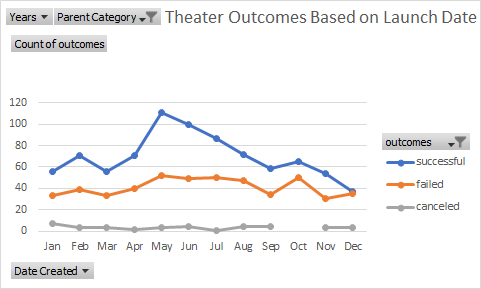 Years Parent Category Theater Outcomes Based on Launch Date
Count of outcomes
120
100
80
60
40
20
0
Jan Feb Mar Apr May Jun Jul Aug Sep Oct Nov Dec
outcomes
successful
failed
canceled
Date Created